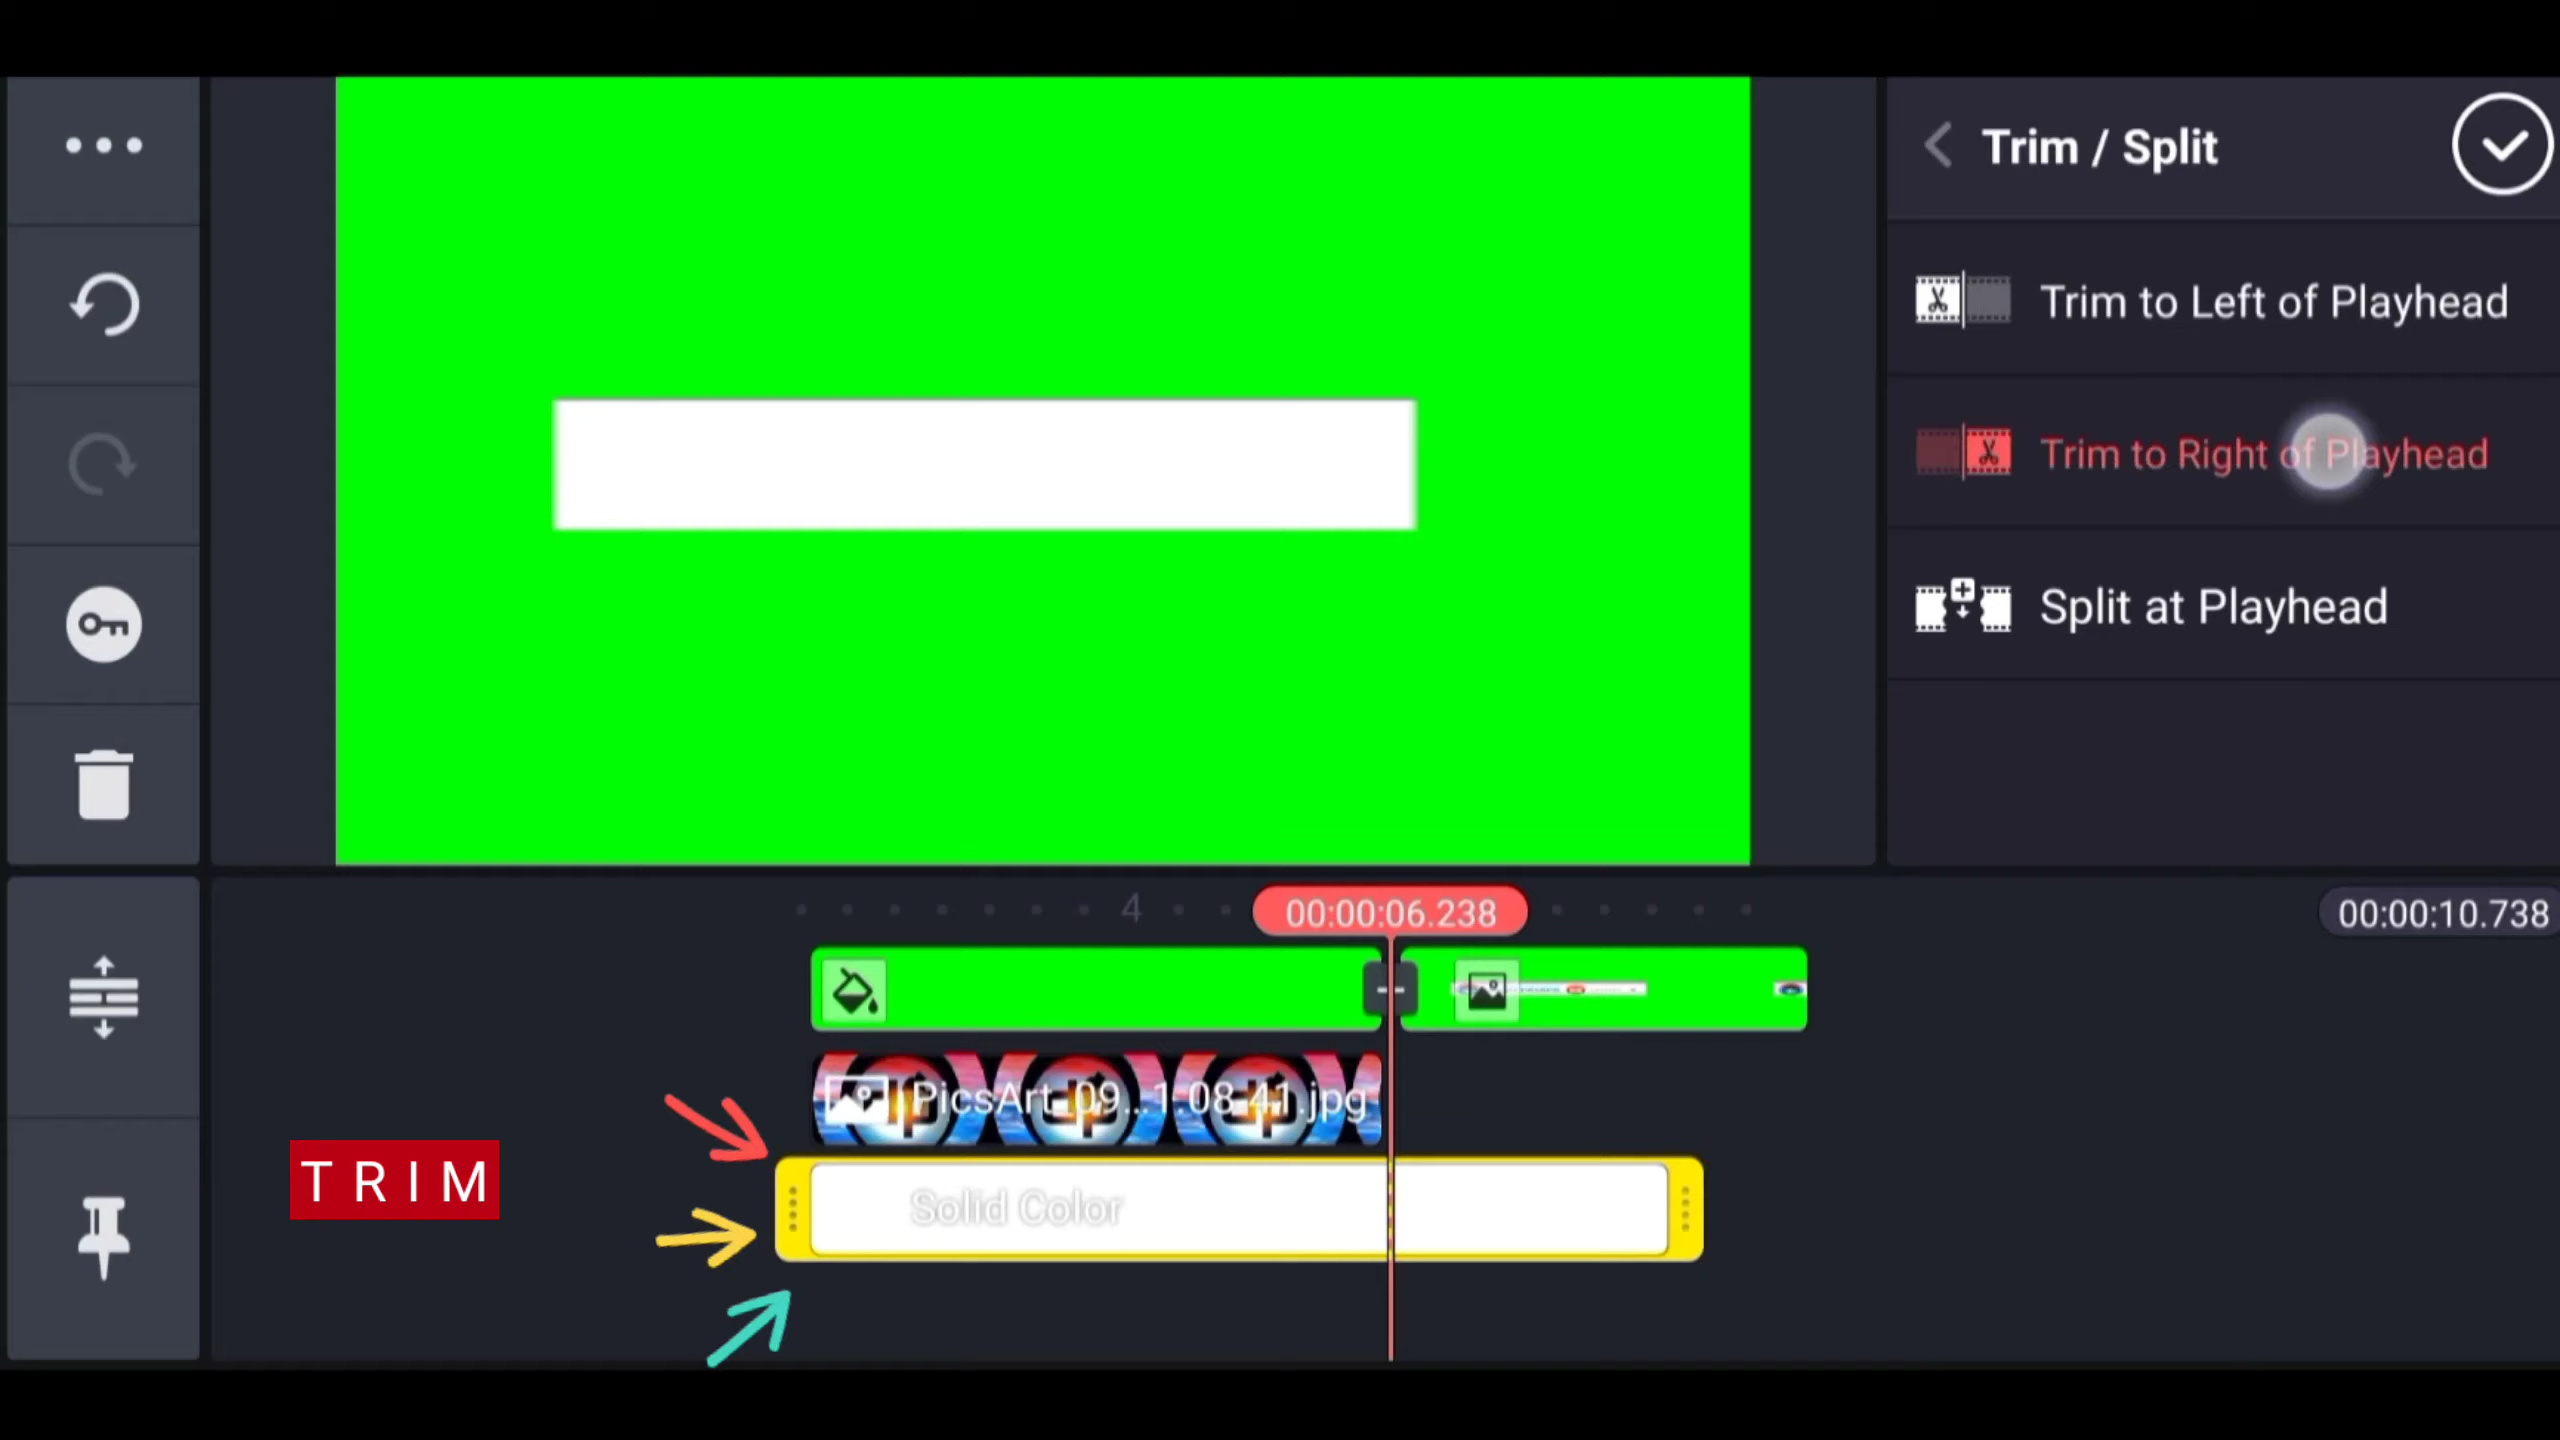 Trim / Split
Trim to Left of Playhead
Trim to Right of Playhead
Split at Playhead
4
00:00:06.238
00:00:10.738
PicsArt_09...1.08.41.jpg
TRIM
Solid Color